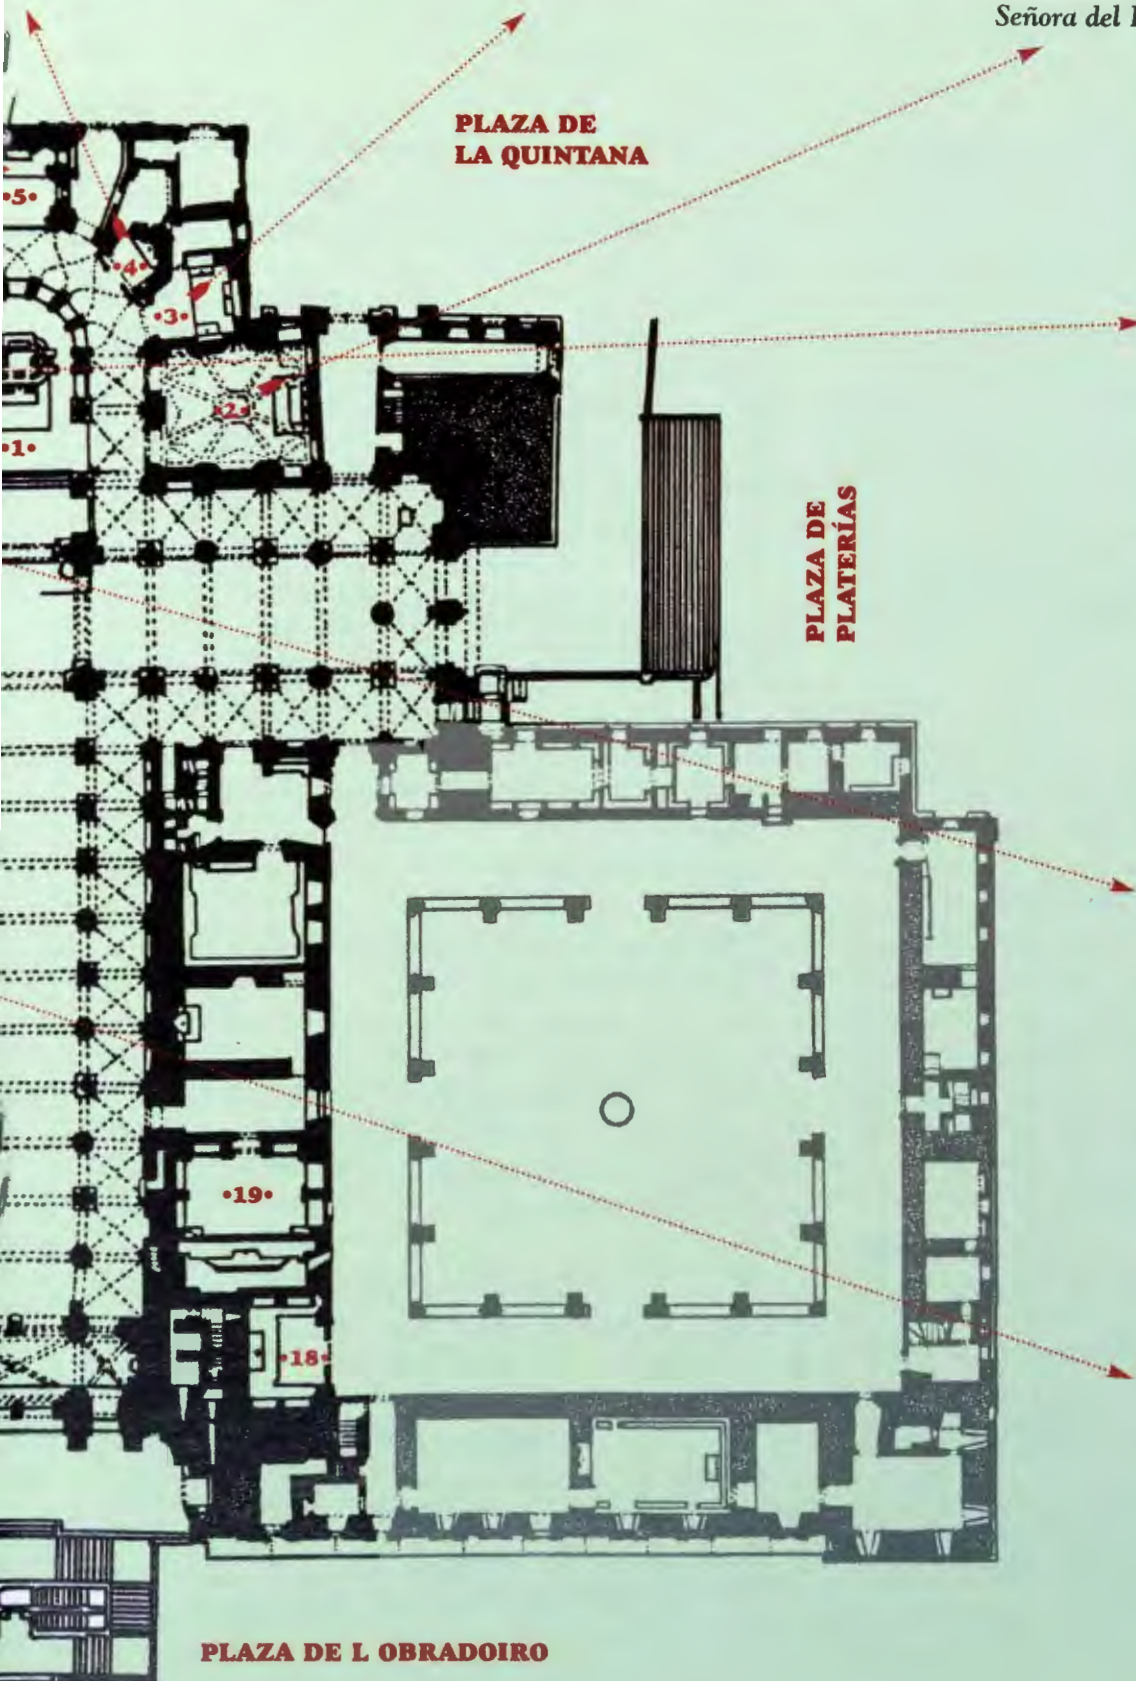 Señora del
PLAZA DE
LA QUINTANA
•5•
•4•
•3•
•2•
•1•
PLAZA DE
PLATERÍAS
•19•
•18•
PLAZA DE L OBRADOIRO